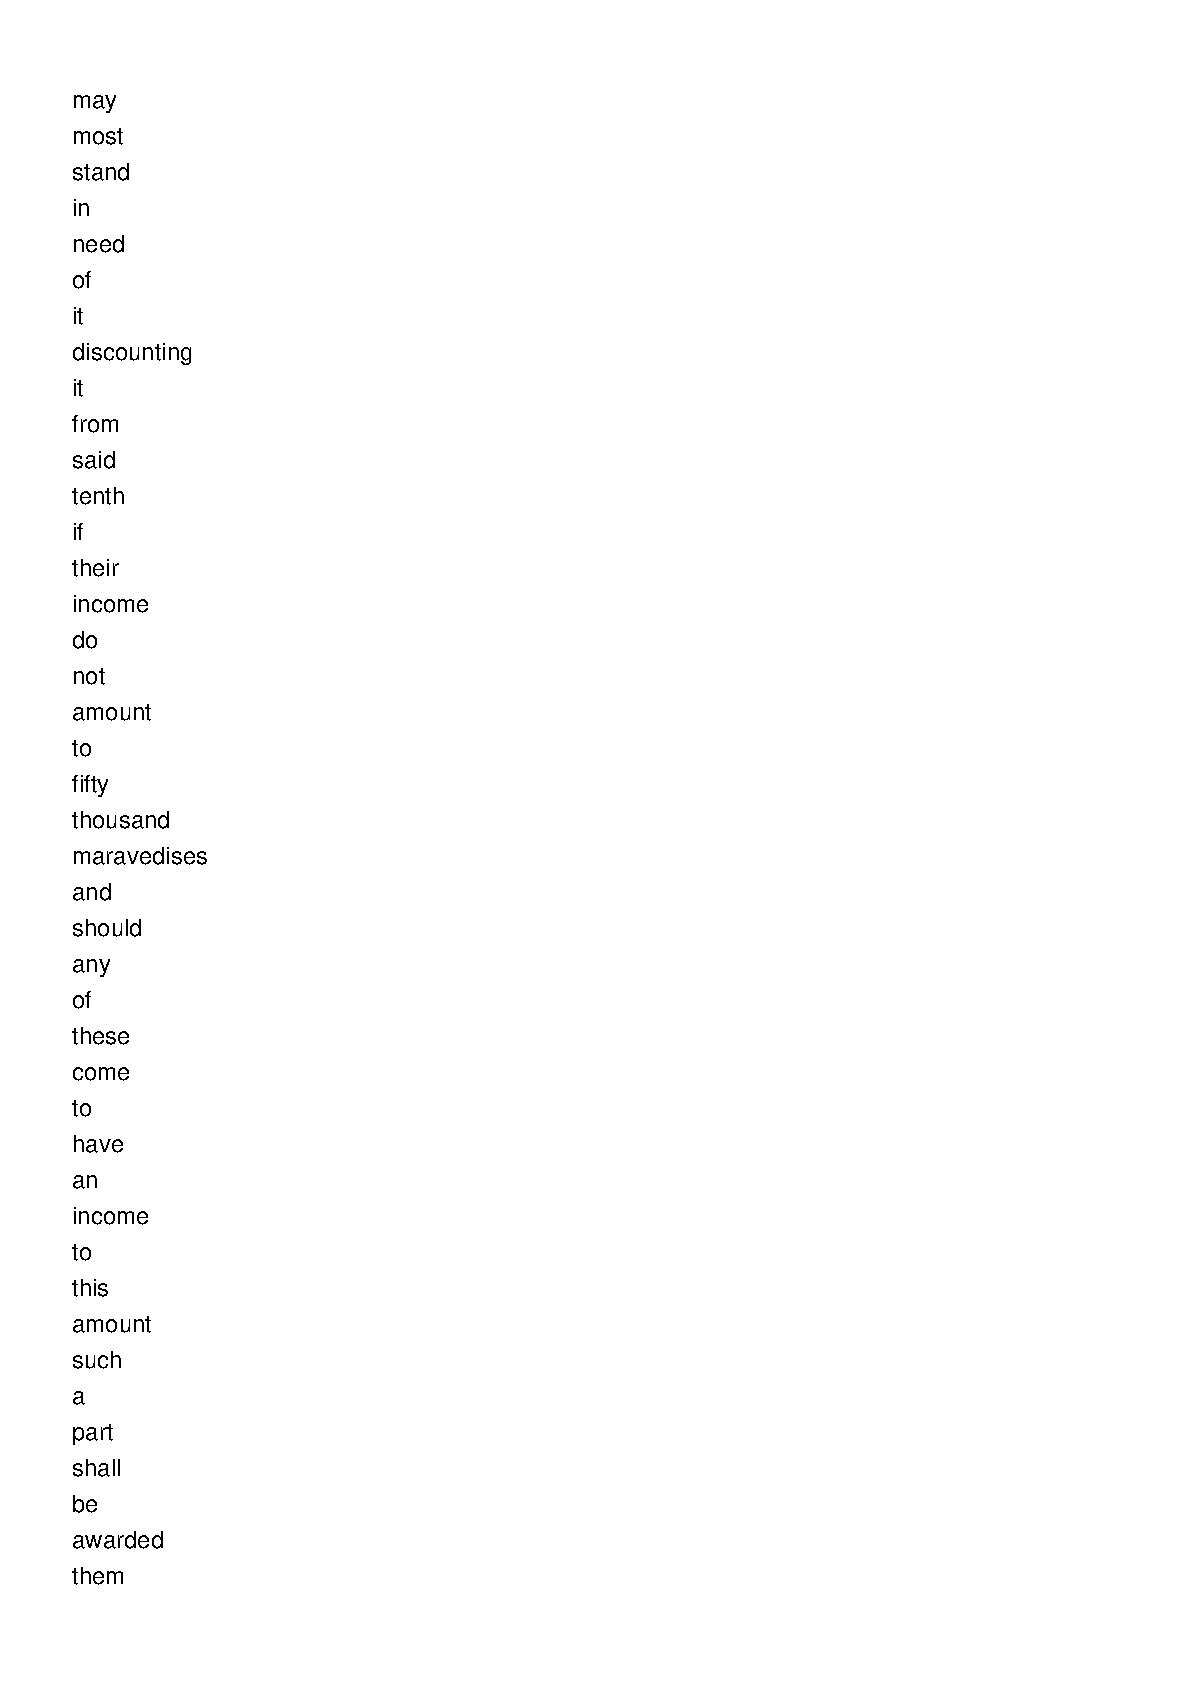 may
most
stand
in
need
of
it
discounting
it
from
said
tenth
if
their
income
do
not
amount
to
fifty
thousand
maravedises
and
should
any
of
these
come
to
have
an
income
to
this
amount
such
a
part
shall
be
awarded
them